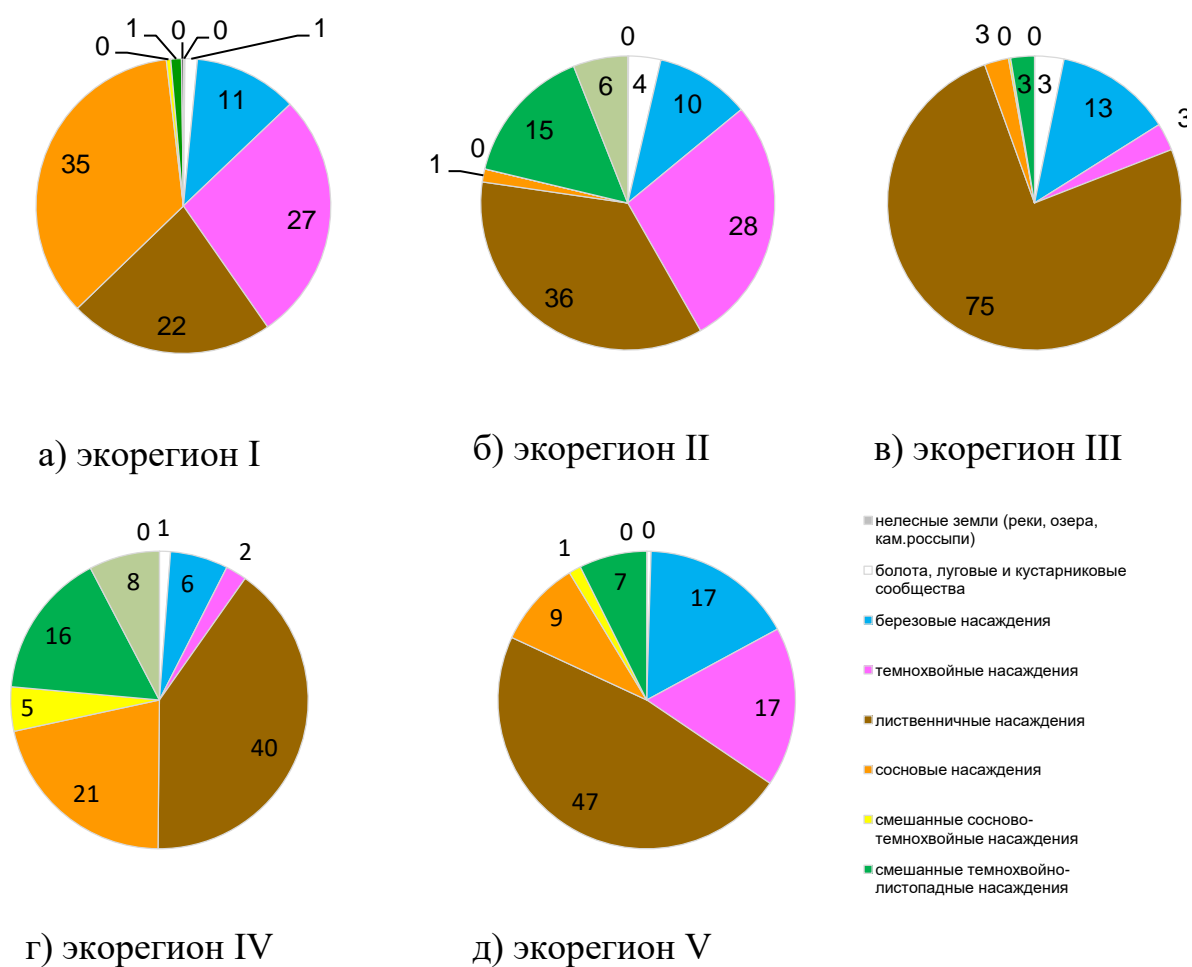 1 0 0 1
0
11
35
27
22
а) экорегион I
0
6 4
10
15
0
1
28
36
б) экорегион II
3 0 0
3 3
13
3
75
в) экорегион III
0 1
2
8 6
16
5
40
21
г) экорегион IV
0 0
1
7 17
9
17
47
д) экорегион V
нелесные земли (реки, озера,
кам.россыпи)
болота, луговые и кустарниковые
сообщества
березовые насаждения
темнохвойные насаждения
лиственничные насаждения
сосновые насаждения
смешанные сосново-
темнохвойные насаждения
смешанные темнохвойно-
листопадные насаждения